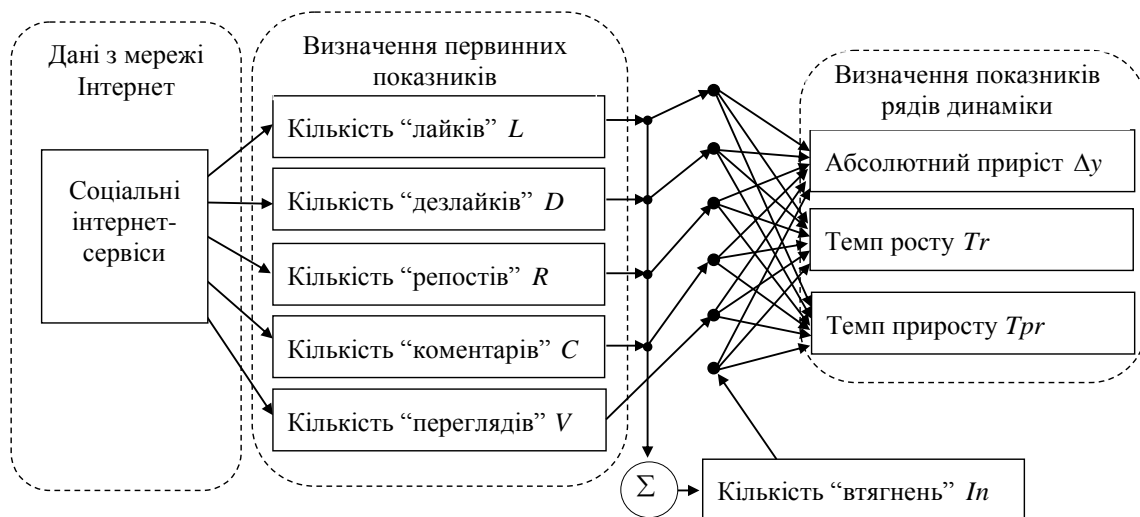 Дані з мережі
Інтернет
Соціальні
інтернет-
сервіси
Визначення первинних
показників
Кількість “лайків” L
Кількість “дезлайків” D
Кількість “репостів” R
Кількість “коментарів” C
Кількість “переглядів” V
Σ
Кількість “втягнень” In
Визначення показників
рядів динаміки
Абсолютний приріст Δy
Темп росту Tr
Темп приросту Tpr